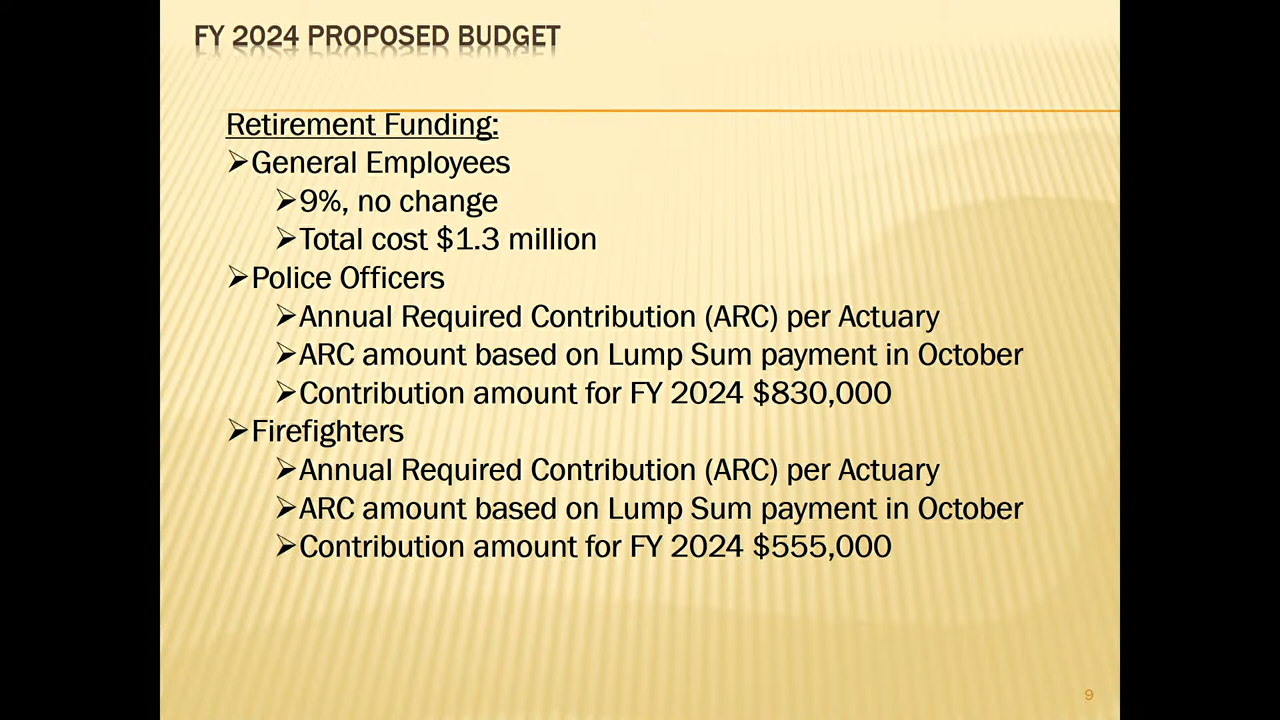 FY 2024 PROPOSED BUDGET
Retirement Funding:
➢General Employees
➢9%, no change
➢Total cost $1.3 million
➢Police Officers
➢Annual Required Contribution (ARC) per Actuary
➢ARC amount based on Lump Sum payment in October
➢Contribution amount for FY 2024 $830,000
➢Firefighters
➢Annual Required Contribution (ARC) per Actuary
➢ARC amount based on Lump Sum payment in October
➢Contribution amount for FY 2024 $555,000
9